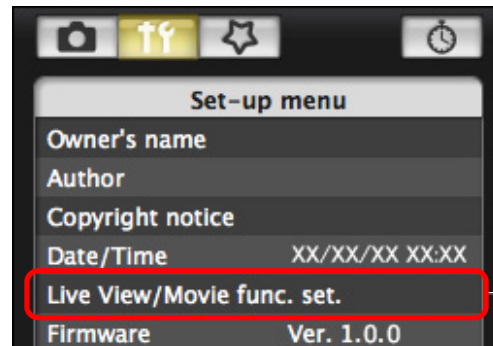 Set-up menu
Owner's name
Author
Copyright notice
Date/Time XX/XX/XX XX:XX
Live View/Movie func. set.
Firmware Ver. 1.0.0